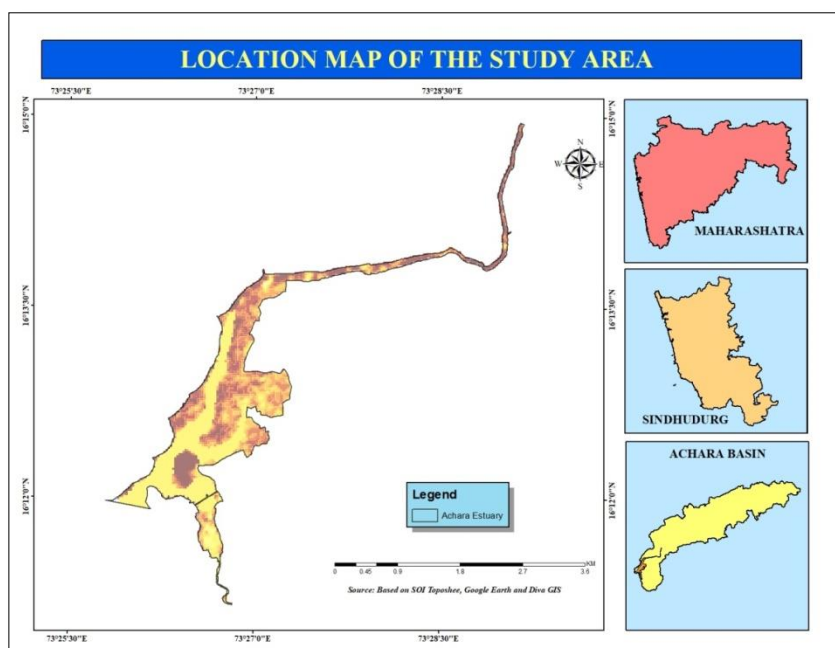 LOCATION MAP OF THE STUDY AREA
73°25'30"E
73°27'0"E
73°28'30"E
16°15'0"N
16°15'0"N
N
W
E
S
MAHARASHATRA
16°13'30"N
16°13'30"N
SINDHUDURG
ACHARA BASIN
16°12'0"N
16°12'0"N
Legend
Achara Estuary
KM
0 0.45 0.9 1.8 2.7 3.6
Source: Based on SOI Toposhee, Google Earth and Diva GIS
73°25'30"E
73°27'0"E
73°28'30"E